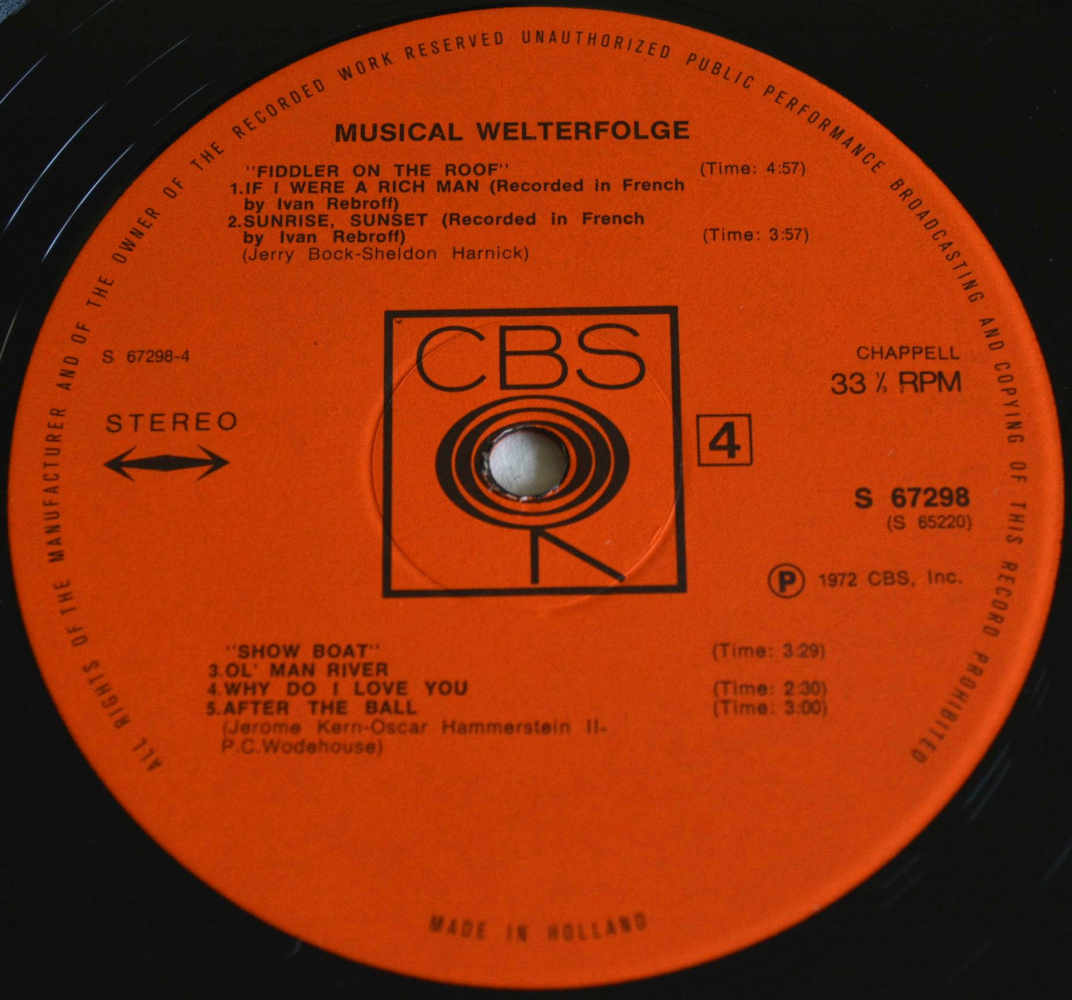 ALL RIGHTS OF THE MANUFACTURER AND OF THE OWNER OF THE RECORDED WORK RESERVED UNAUTHORIZED PUBLIC PERFORMANCE BROADCASTING AND COPYING OF THIS RECORD PROHIBITED
MUSICAL WELTERFOLGE
"FIDDLER ON THE ROOF" (Time: 4:57)
1.IF I WERE A RICH MAN (Recorded in French
by Ivan Rebroff)
2.SUNRISE, SUNSET (Recorded in French
by Ivan Rebroff) (Time: 3:57)
(Jerry Bock-Sheldon Harnick)
CBS
S 67298-4
CHAPPELL
33 ⅓ RPM
STEREO
4
S 67298
(S 65220)
℗ 1972 CBS, Inc.
"SHOW BOAT" (Time: 3:29)
3.OL' MAN RIVER
4.WHY DO I LOVE YOU (Time: 2:30)
5.AFTER THE BALL (Time: 3:00)
(Jerome Kern-Oscar Hammerstein II-
P.C.Wodehouse)
MADE IN HOLLAND